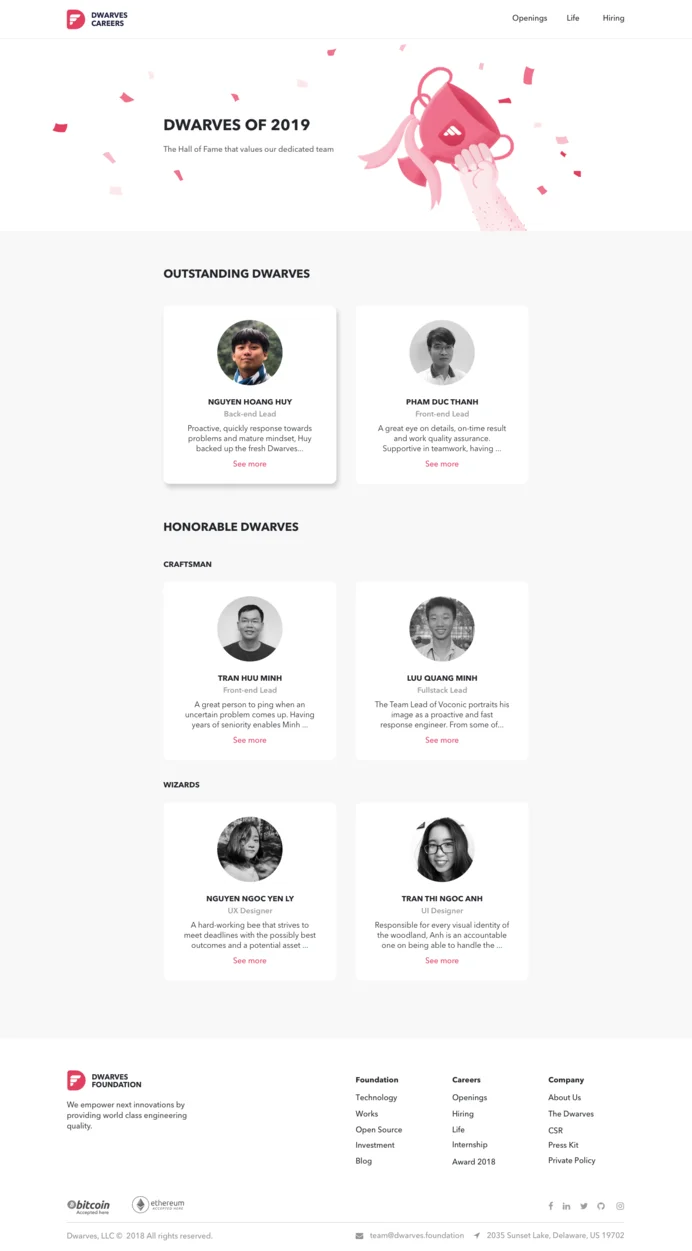 DWARVES
CAREERS
Openings Life Hiring
DWARVES OF 2019
The Hall of Fame that values our dedicated team
OUTSTANDING DWARVES
NGUYEN HOANG HUY
Back-end Lead
Proactive, quickly response towards
problems and mature mindset, Huy
backed up the fresh Dwarves...
See more
PHAM DUC THANH
Front-end Lead
A great eye on details, on-time result
and work quality assurance.
Supportive in teamwork, having ...
See more
HONORABLE DWARVES
CRAFTSMAN
TRAN HUU MINH
Front-end Lead
A great person to ping when an
uncertain problem comes up. Having
years of seniority enables Minh ...
See more
LUU QUANG MINH
Fullstack Lead
The Team Lead of Voconic portraits his
image as a proactive and fast
response engineer. From some of...
See more
WIZARDS
NGUYEN NGOC YEN LY
UX Designer
A hard-working bee that strives to
meet deadlines with the possibly best
outcomes and a potential asset ...
See more
TRAN THI NGOC ANH
UI Designer
Responsible for every visual identity of
the woodland, Anh is an accountable
one on being able to handle the ...
See more
DWARVES
FOUNDATION
We empower next innovations by
providing world class engineering
quality.
Foundation
Technology
Works
Open Source
Investment
Blog
Careers
Openings
Hiring
Life
Internship
Award 2018
Company
About Us
The Dwarves
CSR
Press Kit
Private Policy
bitcoin
Accepted here
ethereum
ACCEPTED HERE
Dwarves, LLC © 2018 All rights reserved.
team@dwarves.foundation
2035 Sunset Lake, Delaware, US 19702